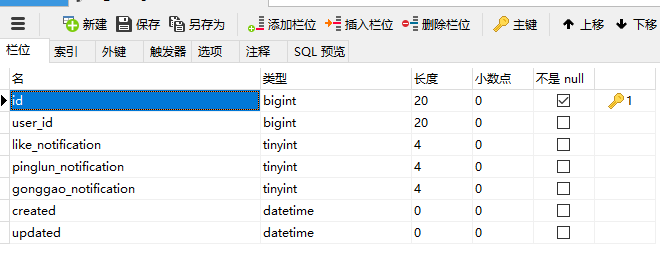 新建 保存 另存为 添加栏位 插入栏位 删除栏位 主键 上移 下移
栏位 索引 外键 触发器 选项 注释 SQL 预览
名 类型 长度 小数点 不是 null
id bigint 20 0 1
user_id bigint 20 0
like_notification tinyint 4 0
pinglun_notification tinyint 4 0
gonggao_notification tinyint 4 0
created datetime 0 0
updated datetime 0 0